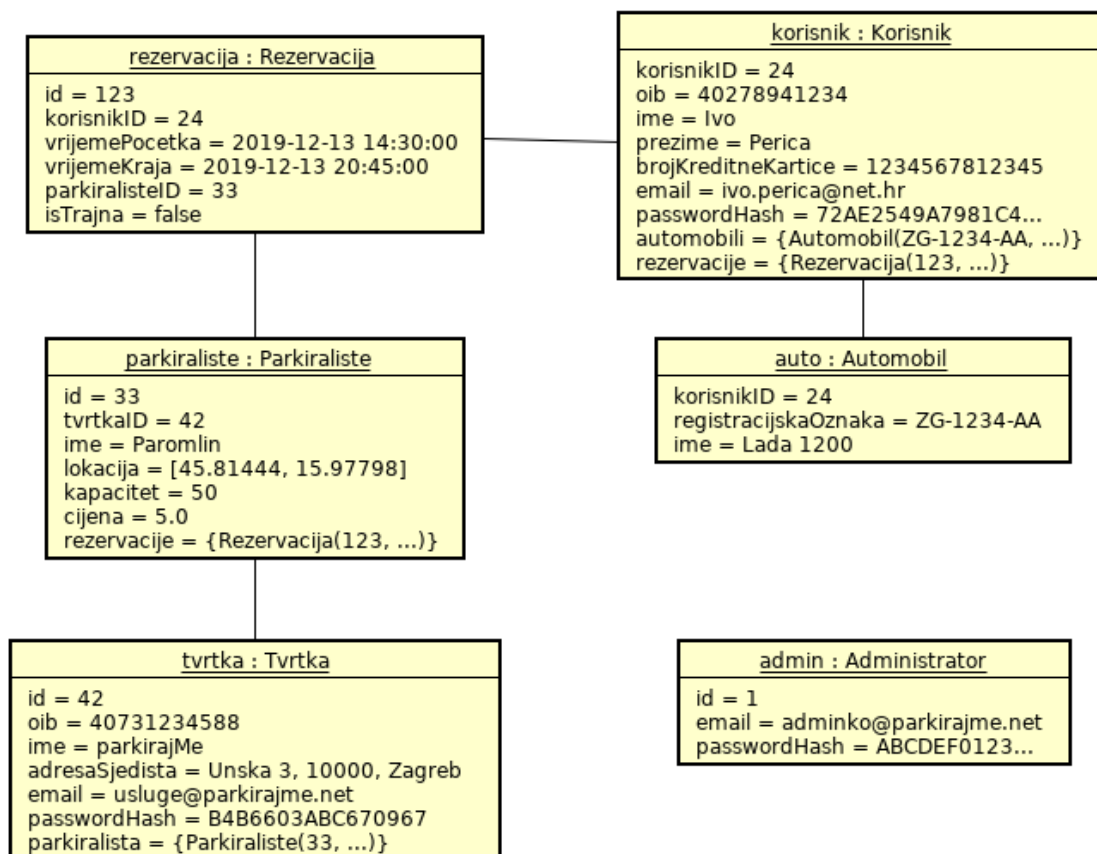 rezervacija : Rezervacija
id = 123
korisnikID = 24
vrijemePocetka = 2019-12-13 14:30:00
vrijemeKraja = 2019-12-13 20:45:00
parkiralisteID = 33
isTrajna = false
korisnik : Korisnik
korisnikID = 24
oib = 40278941234
ime = Ivo
prezime = Perica
brojKreditneKartice = 1234567812345
email = ivo.perica@net.hr
passwordHash = 72AE2549A7981C4...
automobili = {Automobil(ZG-1234-AA, ...)}
rezervacije = {Rezervacija(123, ...)}
parkiraliste : Parkiraliste
id = 33
tvrtkaID = 42
ime = Paromlin
lokacija = [45.81444, 15.97798]
kapacitet = 50
cijena = 5.0
rezervacije = {Rezervacija(123, ...)}
auto : Automobil
korisnikID = 24
registracijskaOznaka = ZG-1234-AA
ime = Lada 1200
tvrtka : Tvrtka
id = 42
oib = 40731234588
ime = parkirajMe
adresaSjedista = Unska 3, 10000, Zagreb
email = usluge@parkirajme.net
passwordHash = B4B6603ABC670967
parkiralista = {Parkiraliste(33, ...)}
admin : Administrator
id = 1
email = adminko@parkirajme.net
passwordHash = ABCDEF0123...